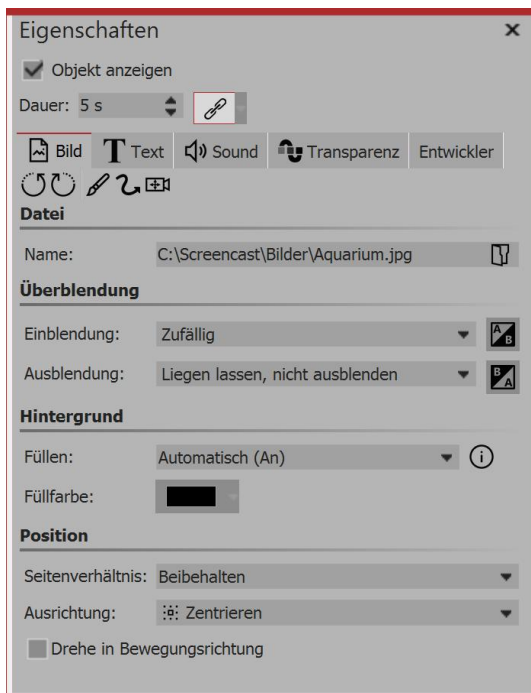 Eigenschaften
Objekt anzeigen
Dauer: 5 s
Bild Text Sound Transparenz Entwickler
Datei
Name: C:\Screencast\Bilder\Aquarium.jpg
Überblendung
Einblendung: Zufällig
A B
Ausblendung: Liegen lassen, nicht ausblenden
B A
Hintergrund
Füllen: Automatisch (An)
Füllfarbe:
Position
Seitenverhältnis: Beibehalten
Ausrichtung: Zentrieren
Drehe in Bewegungsrichtung